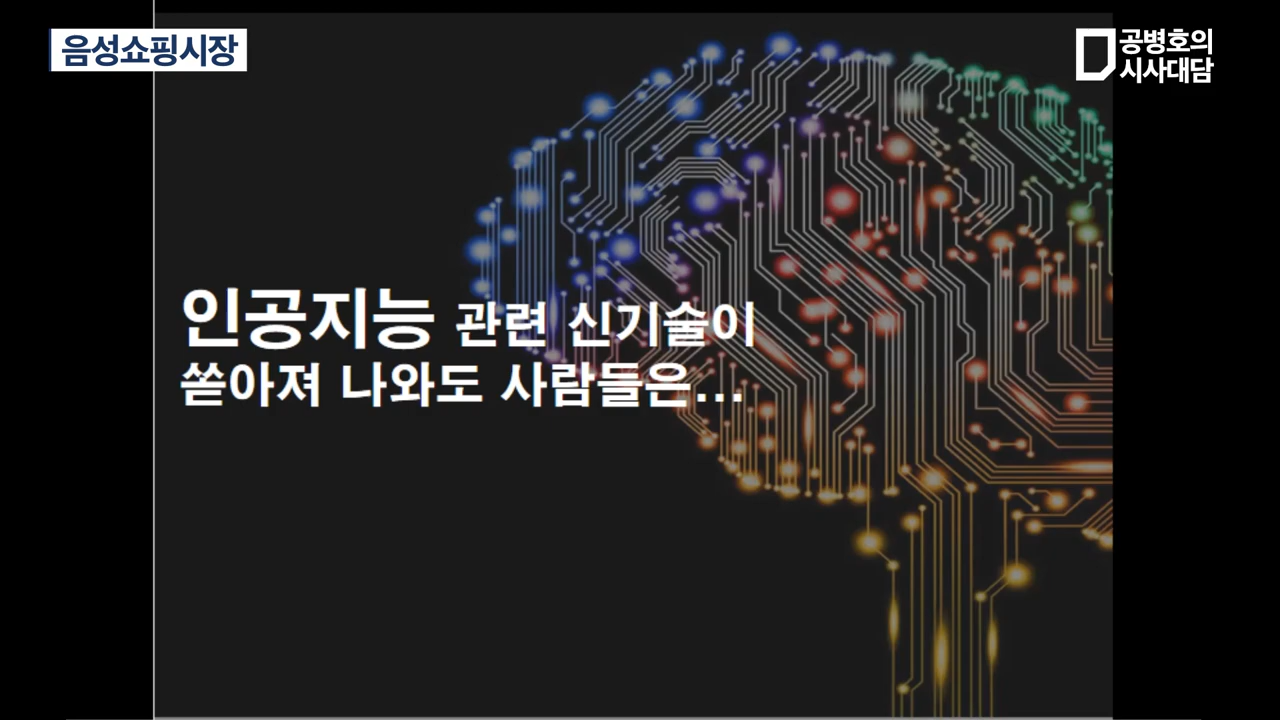 음성쇼핑시장
공병호의
시사대담
인공지능 관련 신기술이
쏟아져 나와도 사람들은...